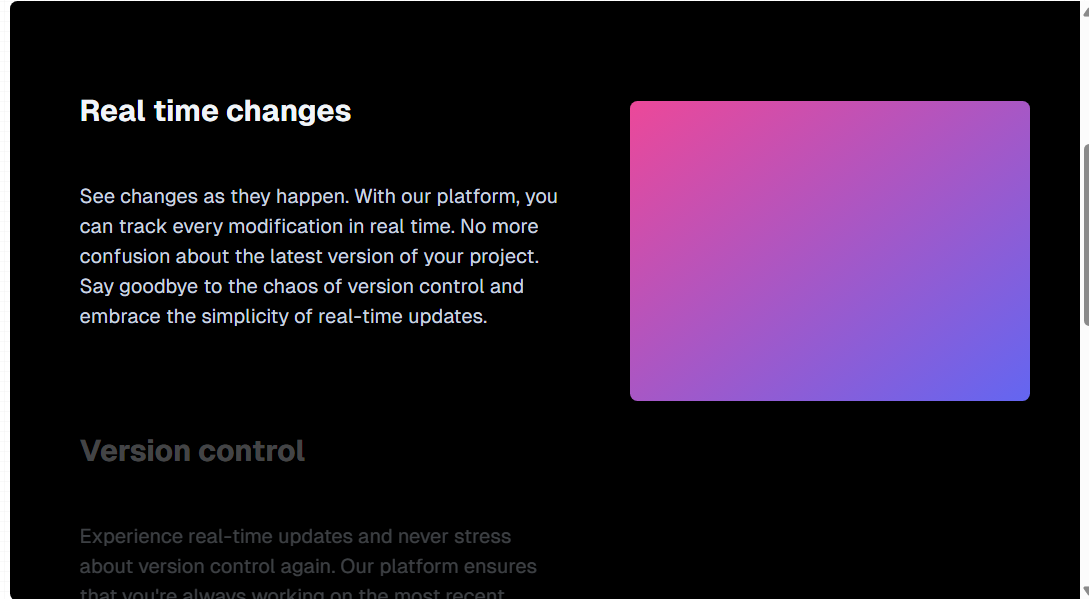 Real time changes
See changes as they happen. With our platform, you
can track every modification in real time. No more
confusion about the latest version of your project.
Say goodbye to the chaos of version control and
embrace the simplicity of real-time updates.
Version control
Experience real-time updates and never stress
about version control again. Our platform ensures
that you're always working on the most recent